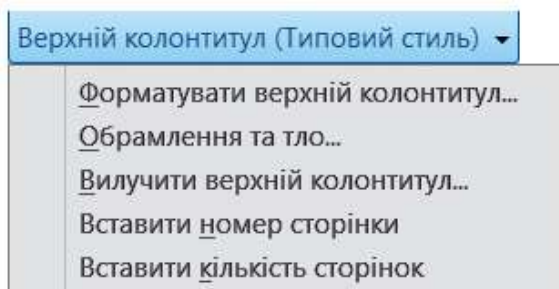 Верхній колонтитул (Типовий стиль)
Форматувати верхній колонтитул...
Обрамлення та тло...
Вилучити верхній колонтитул...
Вставити номер сторінки
Вставити кількість сторінок